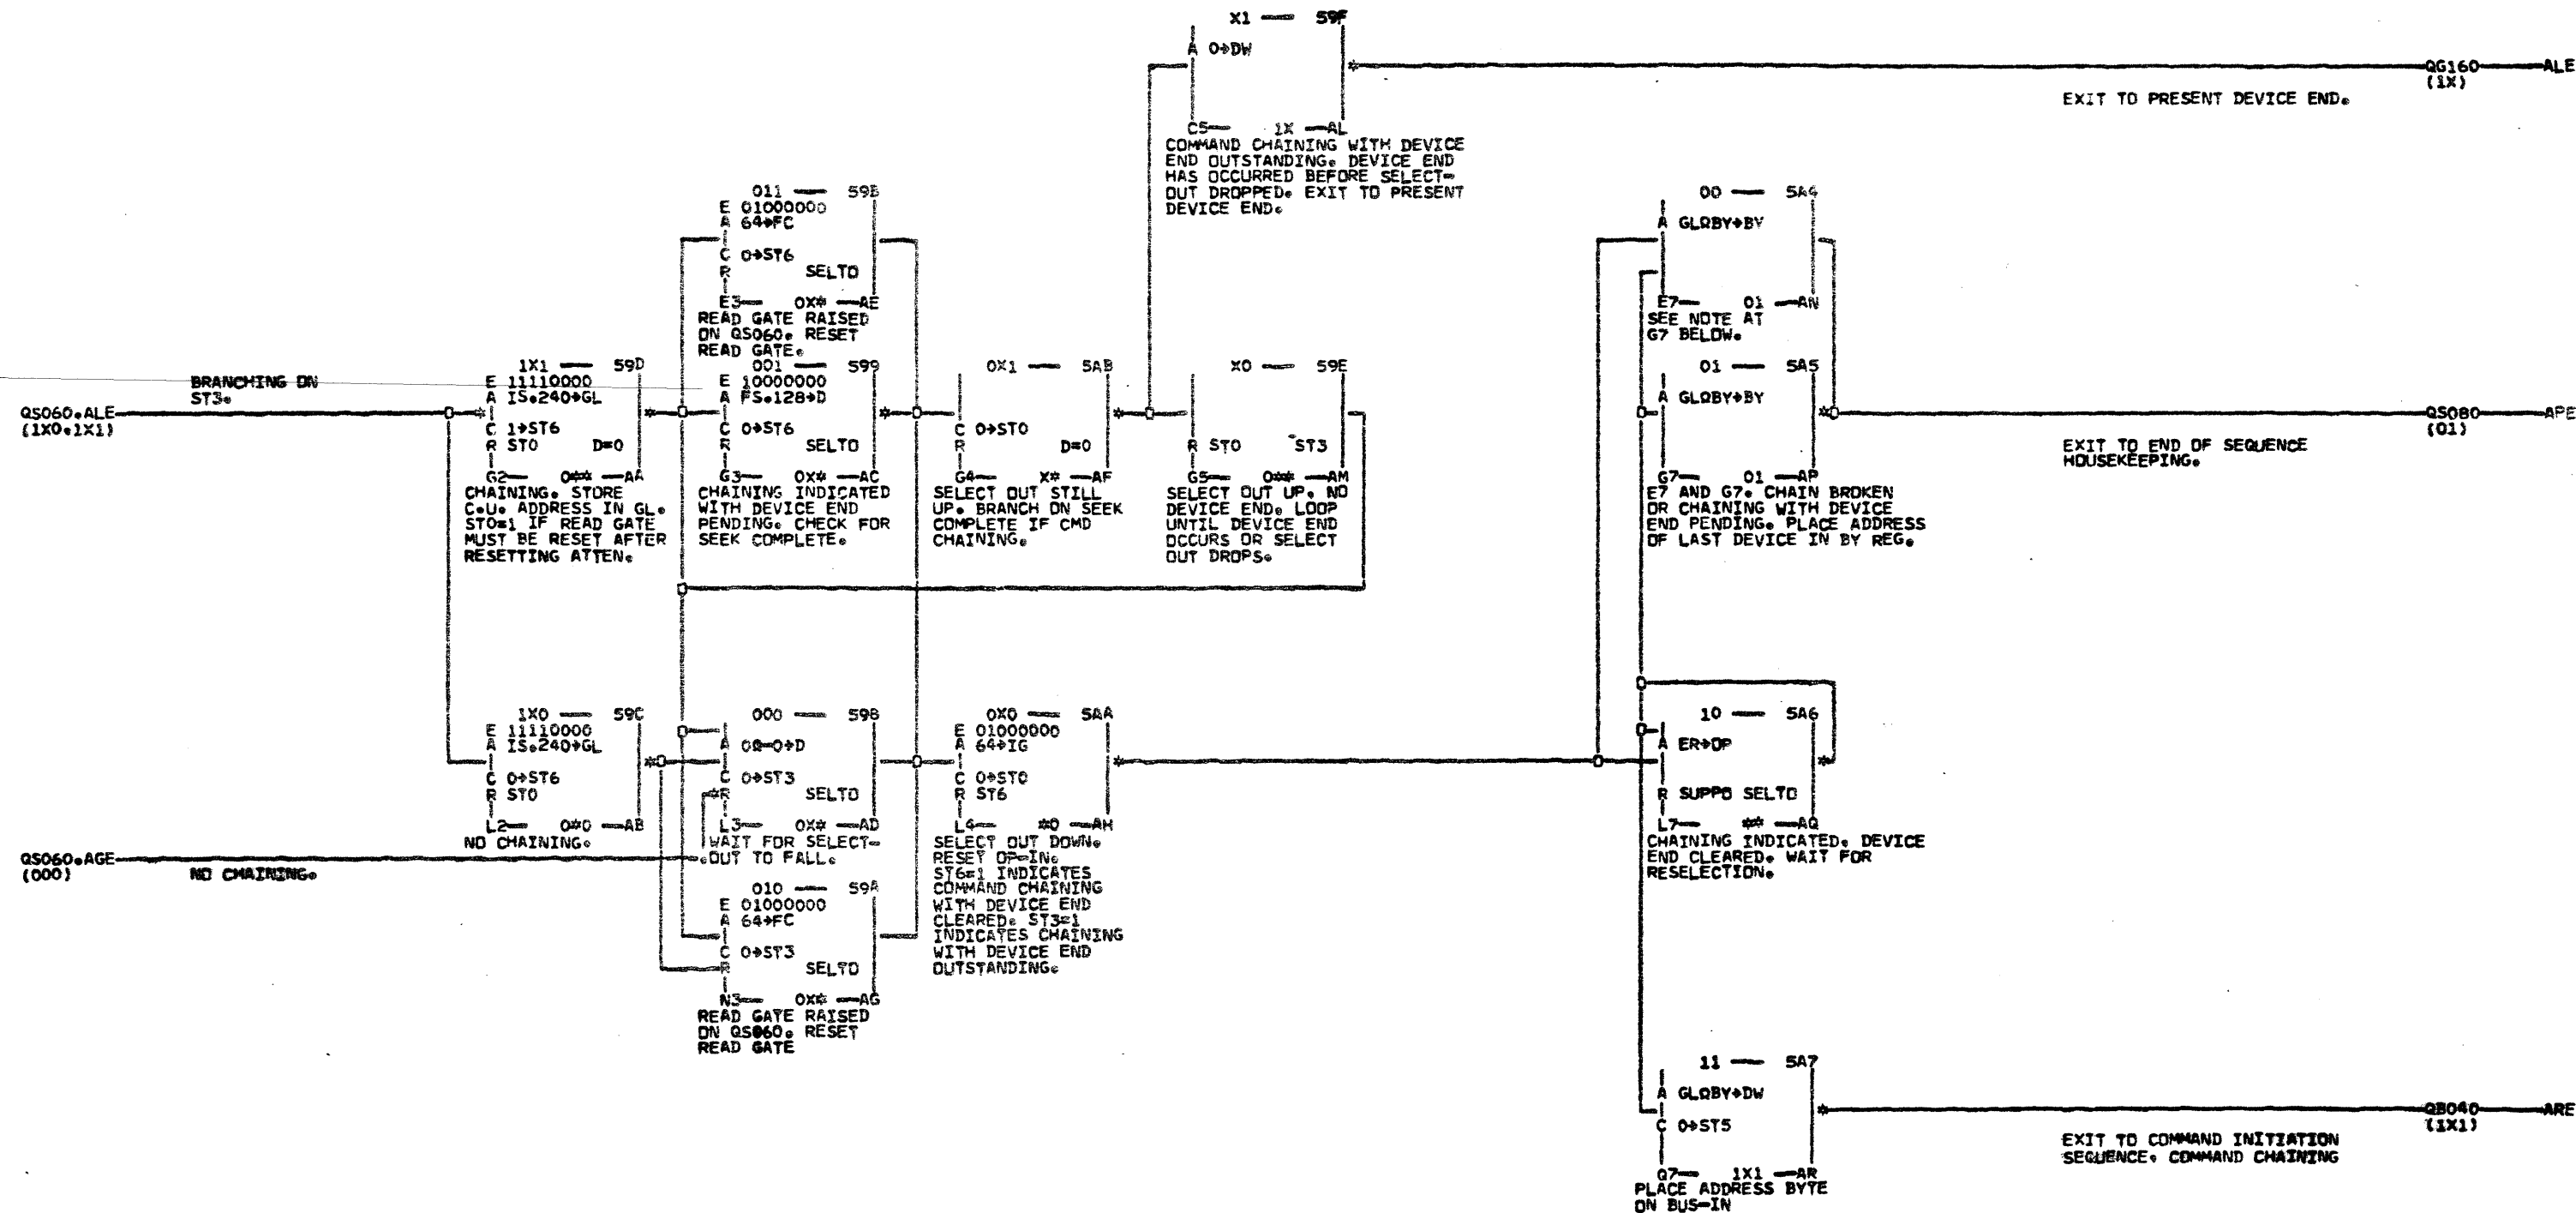 X1 — 59F
A 0→DW
C5— 1X —AL
COMMAND CHAINING WITH DEVICE
END OUTSTANDING. DEVICE END
HAS OCCURRED BEFORE SELECT-
OUT DROPPED. EXIT TO PRESENT
DEVICE END.
QG160 ALE
(1X)
EXIT TO PRESENT DEVICE END.
011 — 59B
E 01000000
A 64→FC
C 0→ST6
R SELTO
E3— 0X* —AE
READ GATE RAISED
ON QS060. RESET
READ GATE.
00 — 5A4
A GLΩBY→BY
E7— 01 —AN
SEE NOTE AT
G7 BELOW.
BRANCHING ON
ST3.
QS060.ALE
(1X0.1X1)
1X1 — 59D
E 11110000
A IS.240→GL
C 1→ST6
R ST0 D=0
G2— 0** —AA
CHAINING. STORE
C.U. ADDRESS IN GL.
ST0=1 IF READ GATE
MUST BE RESET AFTER
RESETTING ATTEN.
001 — 599
E 10000000
A FS.128→D
C 0→ST6
R SELTO
G3— 0X* —AC
CHAINING INDICATED
WITH DEVICE END
PENDING. CHECK FOR
SEEK COMPLETE.
0X1 — 5AB
C 0→ST0
R D=0
G4— X* —AF
SELECT OUT STILL
UP. BRANCH ON SEEK
COMPLETE IF CMD
CHAINING.
X0 — 59E
R ST0 ST3
G5— 0** —AM
SELECT OUT UP. NO
DEVICE END. LOOP
UNTIL DEVICE END
OCCURS OR SELECT
OUT DROPS.
01 — 5A5
A GLΩBY→BY
G7— 01 —AP
E7 AND G7. CHAIN BROKEN
OR CHAINING WITH DEVICE
END PENDING. PLACE ADDRESS
OF LAST DEVICE IN BY REG.
QS080 APE
(01)
EXIT TO END OF SEQUENCE
HOUSEKEEPING.
1X0 — 59C
E 11110000
A IS.240→GL
C 0→ST6
R ST0
L2— 0*0 —AB
NO CHAINING.
QS060.AGE
(000)
NO CHAINING.
000 — 598
A 0Ω-0→D
C 0→ST3
R SELTO
L3— 0X* —AD
WAIT FOR SELECT-
OUT TO FALL.
0X0 — 5AA
E 01000000
A 64→IG
C 0→ST0
R ST6
L4— *0 —AH
SELECT OUT DOWN.
RESET OP-IN.
ST6=1 INDICATES
COMMAND CHAINING
WITH DEVICE END
CLEARED. ST3=1
INDICATES CHAINING
WITH DEVICE END
OUTSTANDING.
010 — 59A
E 01000000
A 64→FC
C 0→ST3
R SELTO
N3— 0X* —AG
READ GATE RAISED
ON QS060. RESET
READ GATE
10 — 5A6
A ER→OP
R SUPPO SELTO
L7— ** —AQ
CHAINING INDICATED. DEVICE
END CLEARED. WAIT FOR
RESELECTION.
11 — 5A7
A GLΩBY→DW
C 0→ST5
Q7— 1X1 —AR
PLACE ADDRESS BYTE
ON BUS-IN
QB040 ARE
(1X1)
EXIT TO COMMAND INITIATION
SEQUENCE. COMMAND CHAINING